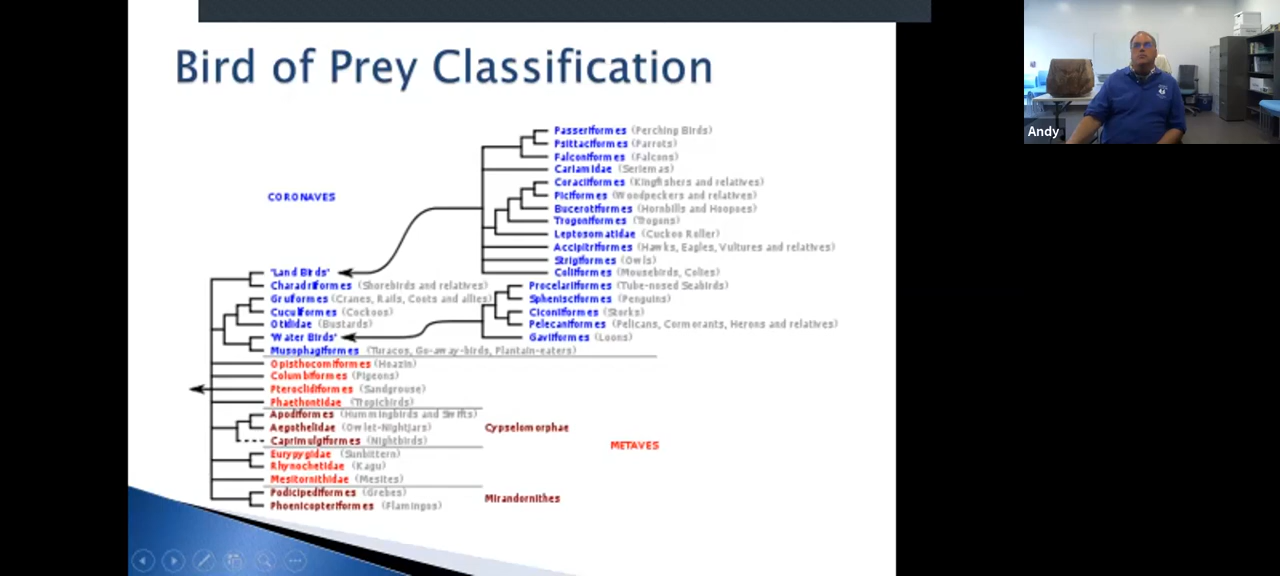 Bird of Prey Classification
Passeriformes (Perching Birds)
Psittaciformes (Parrots)
Falconiformes (Falcons)
Cariamidae (Seriemas)
CORONAVES
Coraciiformes (Kingfishers and relatives)
Piciformes (Woodpeckers and relatives)
Bucerotiformes (Hornbills and Hoopoes)
Trogoniformes (Trogons)
Leptosomatidae (Cuckoo Roller)
Accipitriformes (Hawks, Eagles, Vultures and relatives)
Strigiformes (Owls)
Coliiformes (Mousebirds, Colies)
'Land Birds'
Charadriiformes (Shorebirds and relatives)
Gruiformes (Cranes, Rails, Coots and allies)
Cuculiformes (Cockoos)
Otididae (Bustards)
'Water Birds'
Musophagiformes (Turacos, Go-away-birds, Plantain-eaters)
Procelariiformes (Tube-nosed Seabirds)
Sphenisciformes (Penguins)
Ciconiiformes (Storks)
Pelecaniformes (Pelicans, Cormorants, Herons and relatives)
Gaviiformes (Loons)
Opisthocomiformes (Hoazin)
Columbiformes (Pigeons)
Pteroclidiformes (Sandgrouse)
Phaethontidae (Tropicbirds)
Apodiformes (Hummingbirds and Swifts)
Aegothelidae (Owlet-Nightjars)
Caprimulgiformes (Nightbirds)
Cypselomorphae
METAVES
Eurypygidae (Sunbittern)
Rhynochetidae (Kagu)
Mesitornithidae (Mesites)
Podicipediformes (Grebes)
Phoenicopteriformes (Flamingos)
Mirandornithes
Andy